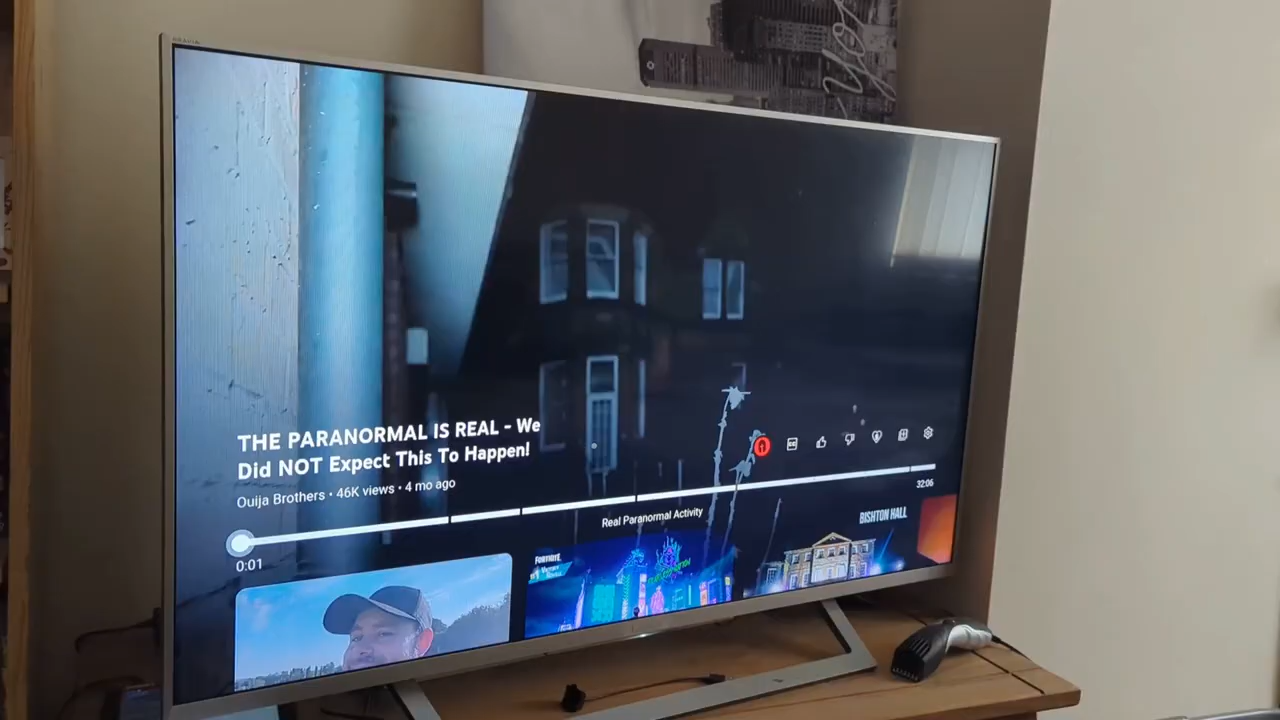 BRAVIA
THE PARANORMAL IS REAL - We
Did NOT Expect This To Happen!
Ouija Brothers • 46K views • 4 mo ago
0:01
32:06
Real Paranormal Activity
FORTNITE
BISHTON HALL